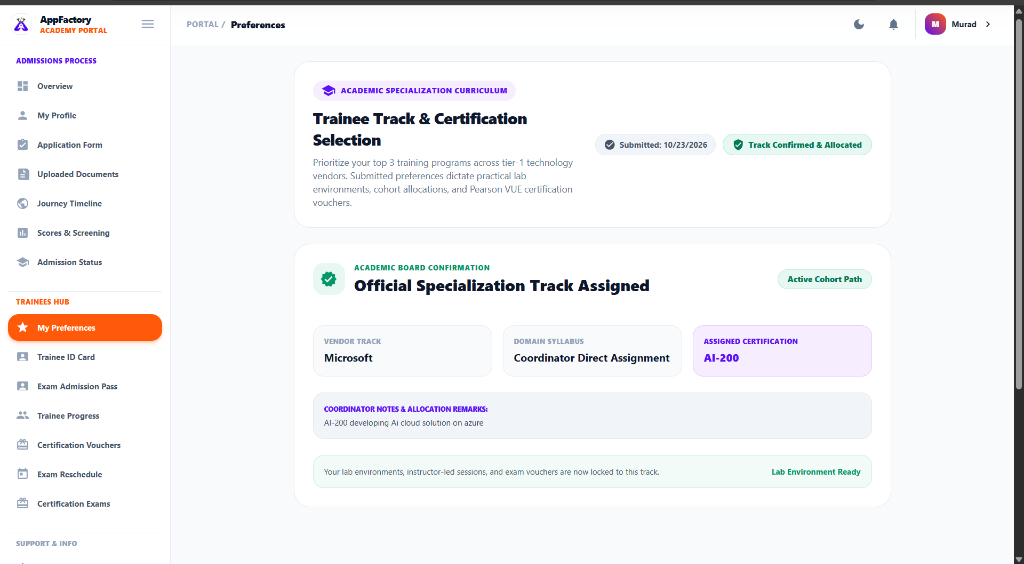 AppFactory
ACADEMY PORTAL
PORTAL / Preferences
M Murad
ADMISSIONS PROCESS
Overview
My Profile
Application Form
Uploaded Documents
Journey Timeline
Scores & Screening
Admission Status
TRAINEES HUB
My Preferences
Trainee ID Card
Exam Admission Pass
Trainee Progress
Certification Vouchers
Exam Reschedule
Certification Exams
SUPPORT & INFO
ACADEMIC SPECIALIZATION CURRICULUM
Trainee Track & Certification
Selection
Prioritize your top 3 training programs across tier-1 technology
vendors. Submitted preferences dictate practical lab
environments, cohort allocations, and Pearson VUE certification
vouchers.
Submitted: 10/23/2026
Track Confirmed & Allocated
ACADEMIC BOARD CONFIRMATION
Official Specialization Track Assigned
Active Cohort Path
VENDOR TRACK
Microsoft
DOMAIN SYLLABUS
Coordinator Direct Assignment
ASSIGNED CERTIFICATION
AI-200
COORDINATOR NOTES & ALLOCATION REMARKS:
AI-200 developing Ai cloud solution on azure
Your lab environments, instructor-led sessions, and exam vouchers are now locked to this track.
Lab Environment Ready